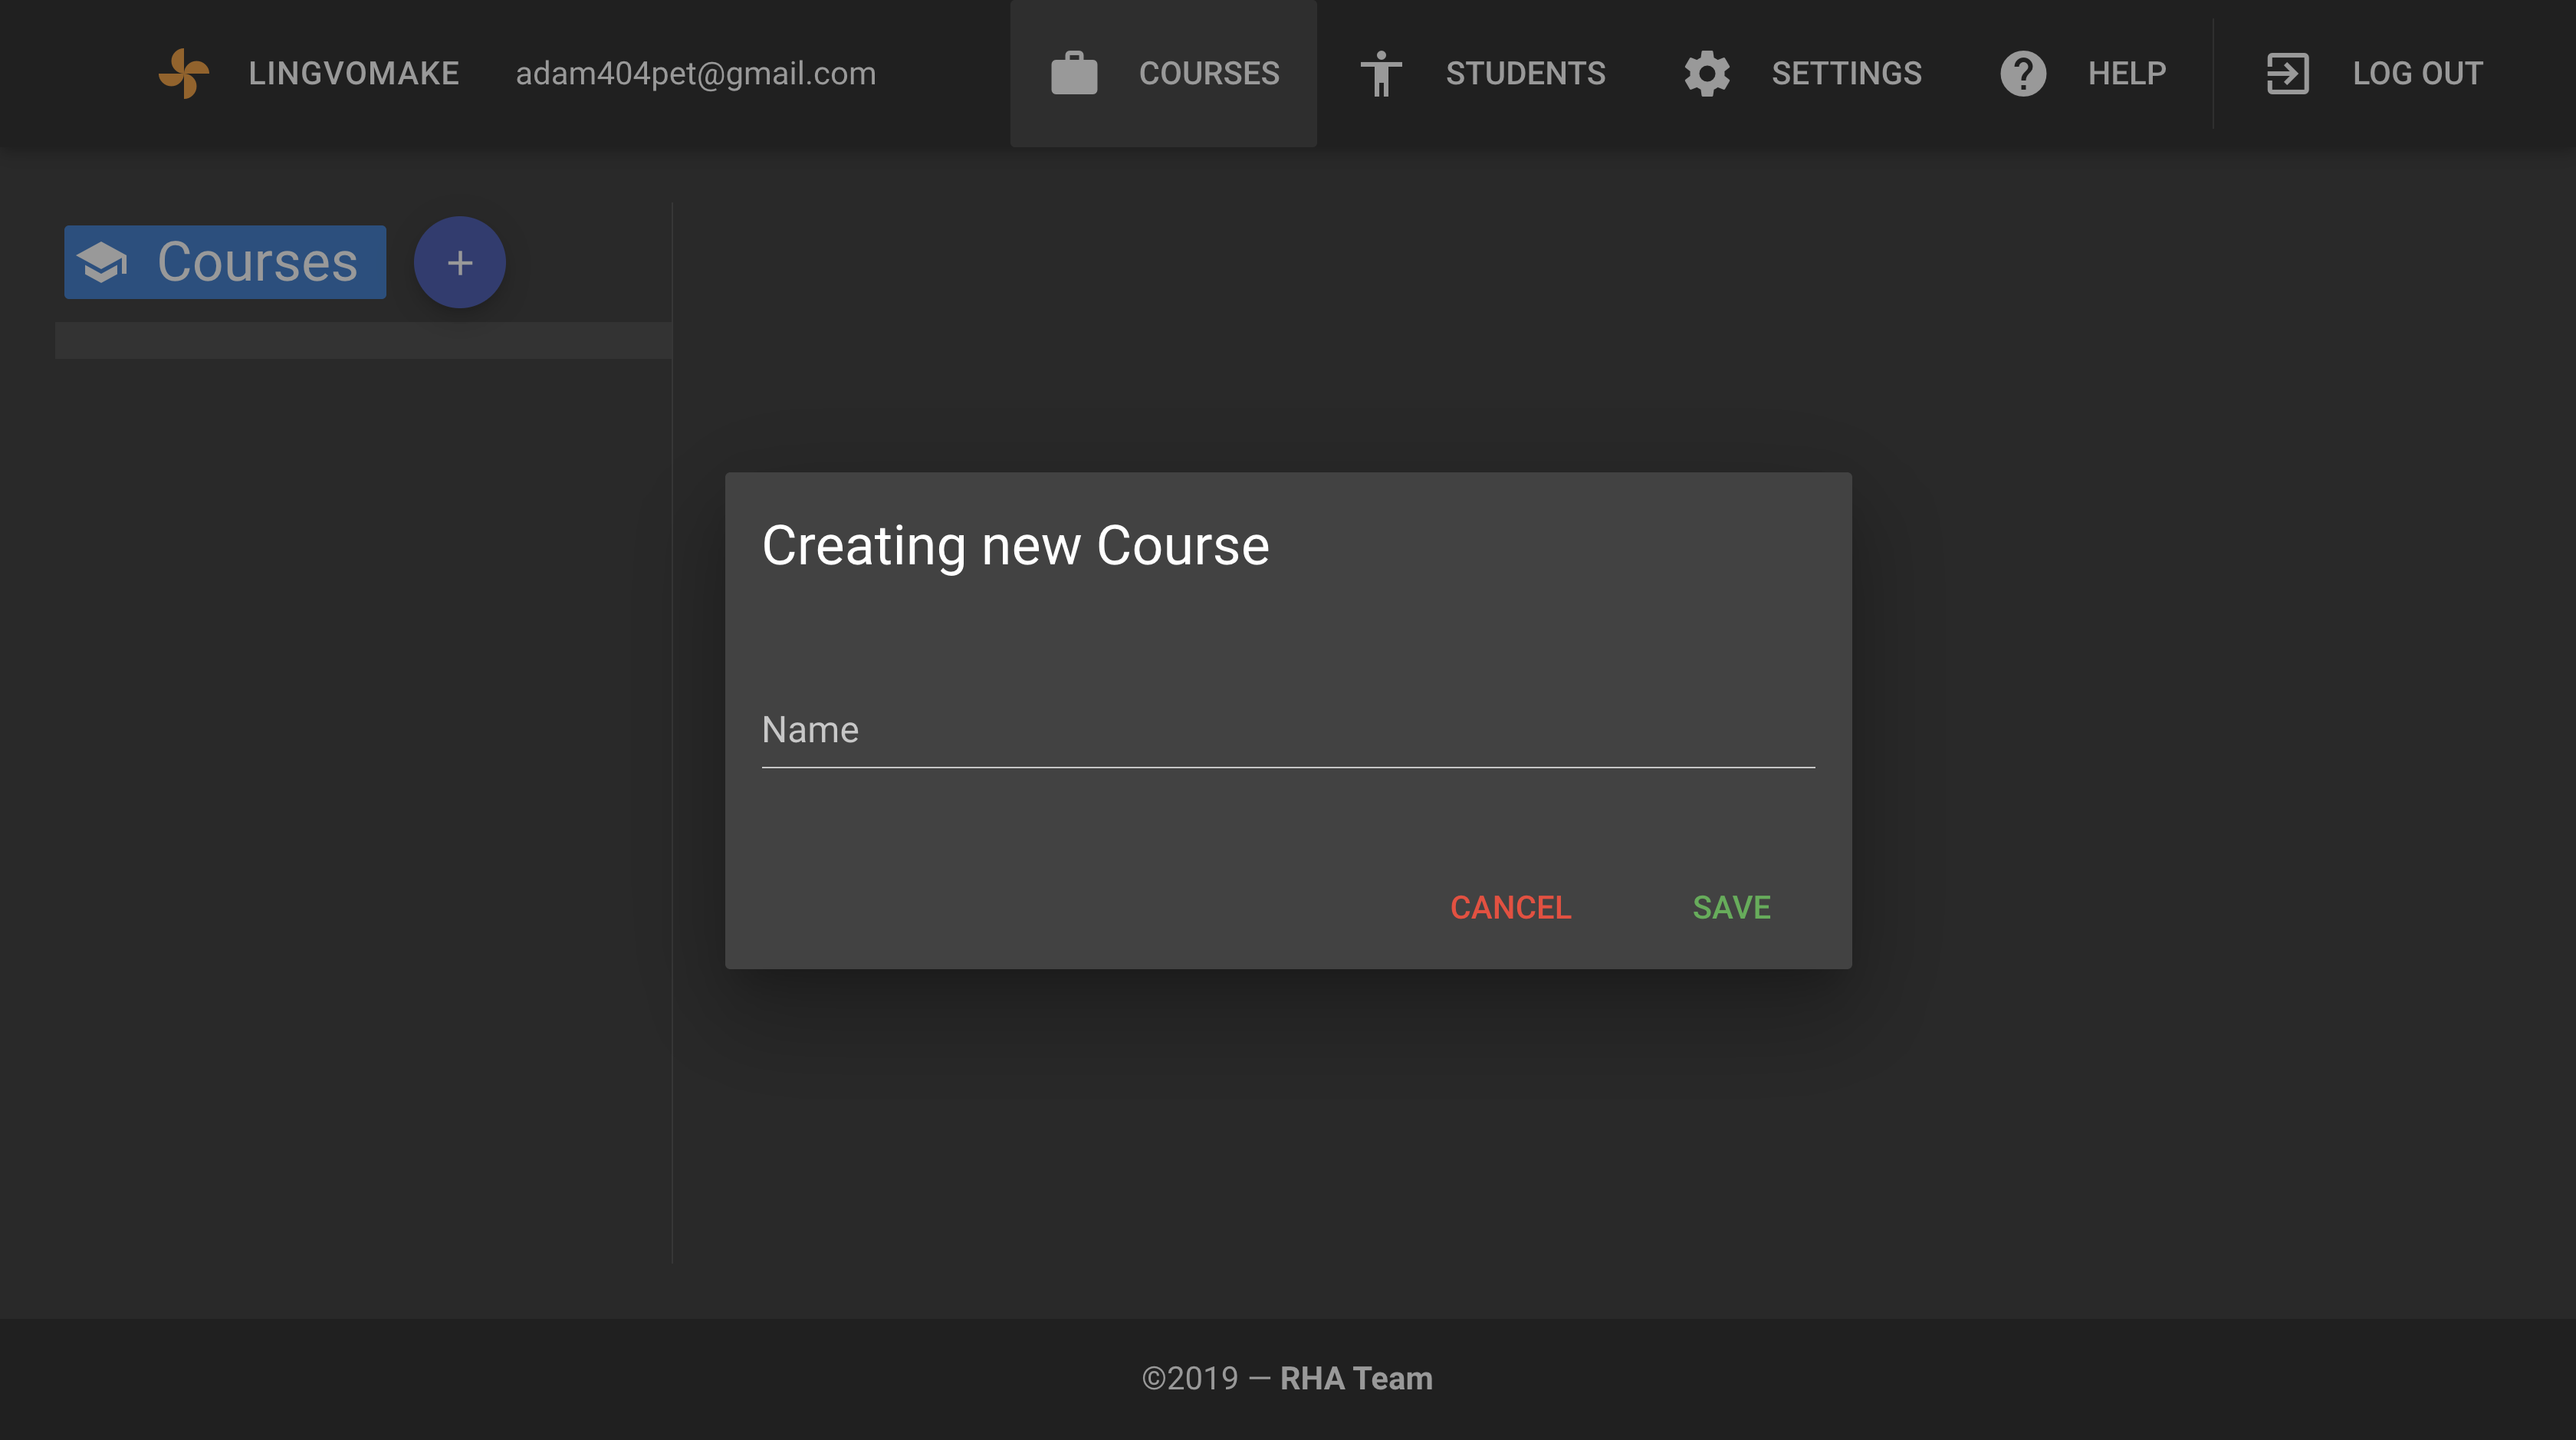 LINGVOMAKE adam404pet@gmail.com COURSES STUDENTS SETTINGS HELP LOG OUT
Courses +
Creating new Course
Name
CANCEL SAVE
©2019 — RHA Team